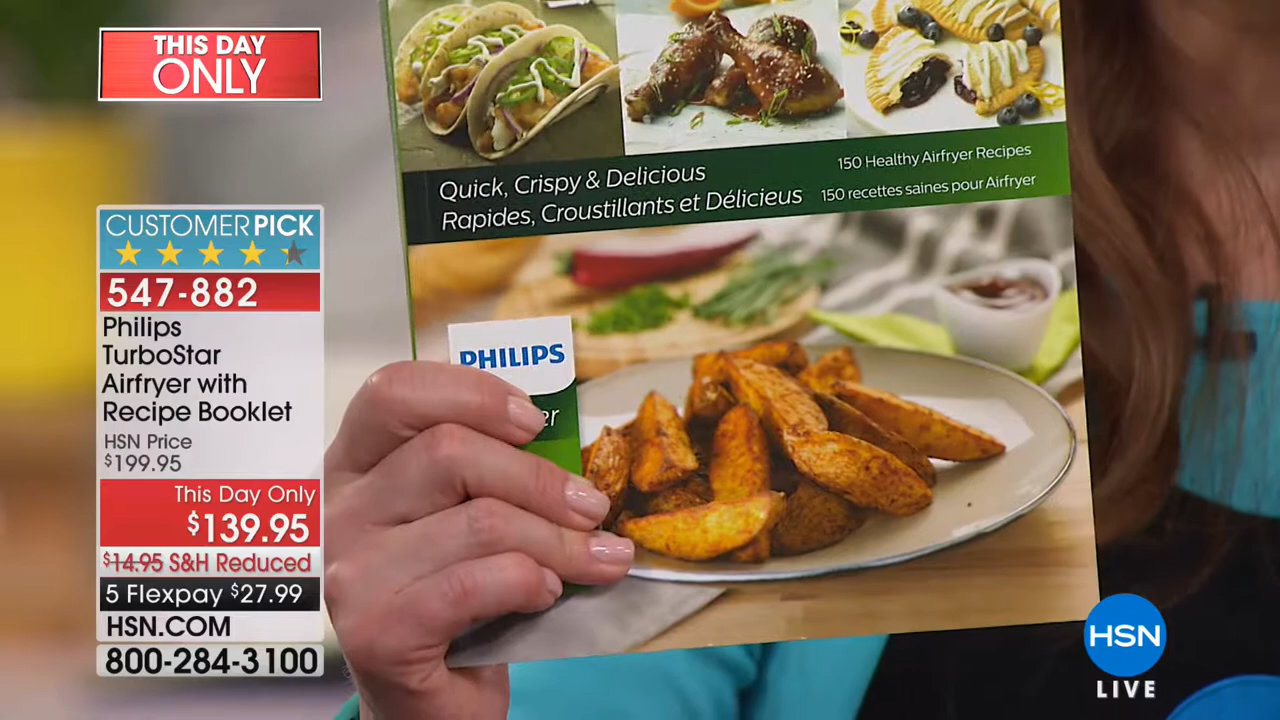 THIS DAY
ONLY
CUSTOMER PICK
547-882
Philips
TurboStar
Airfryer with
Recipe Booklet
HSN Price
$199.95
This Day Only
$139.95
$14.95 S&H Reduced
5 Flexpay $27.99
HSN.COM
800-284-3100
Quick, Crispy & Delicious
Rapides, Croustillants et Délicieus
150 Healthy Airfryer Recipes
150 recettes saines pour Airfryer
PHILIPS
er
HSN
LIVE